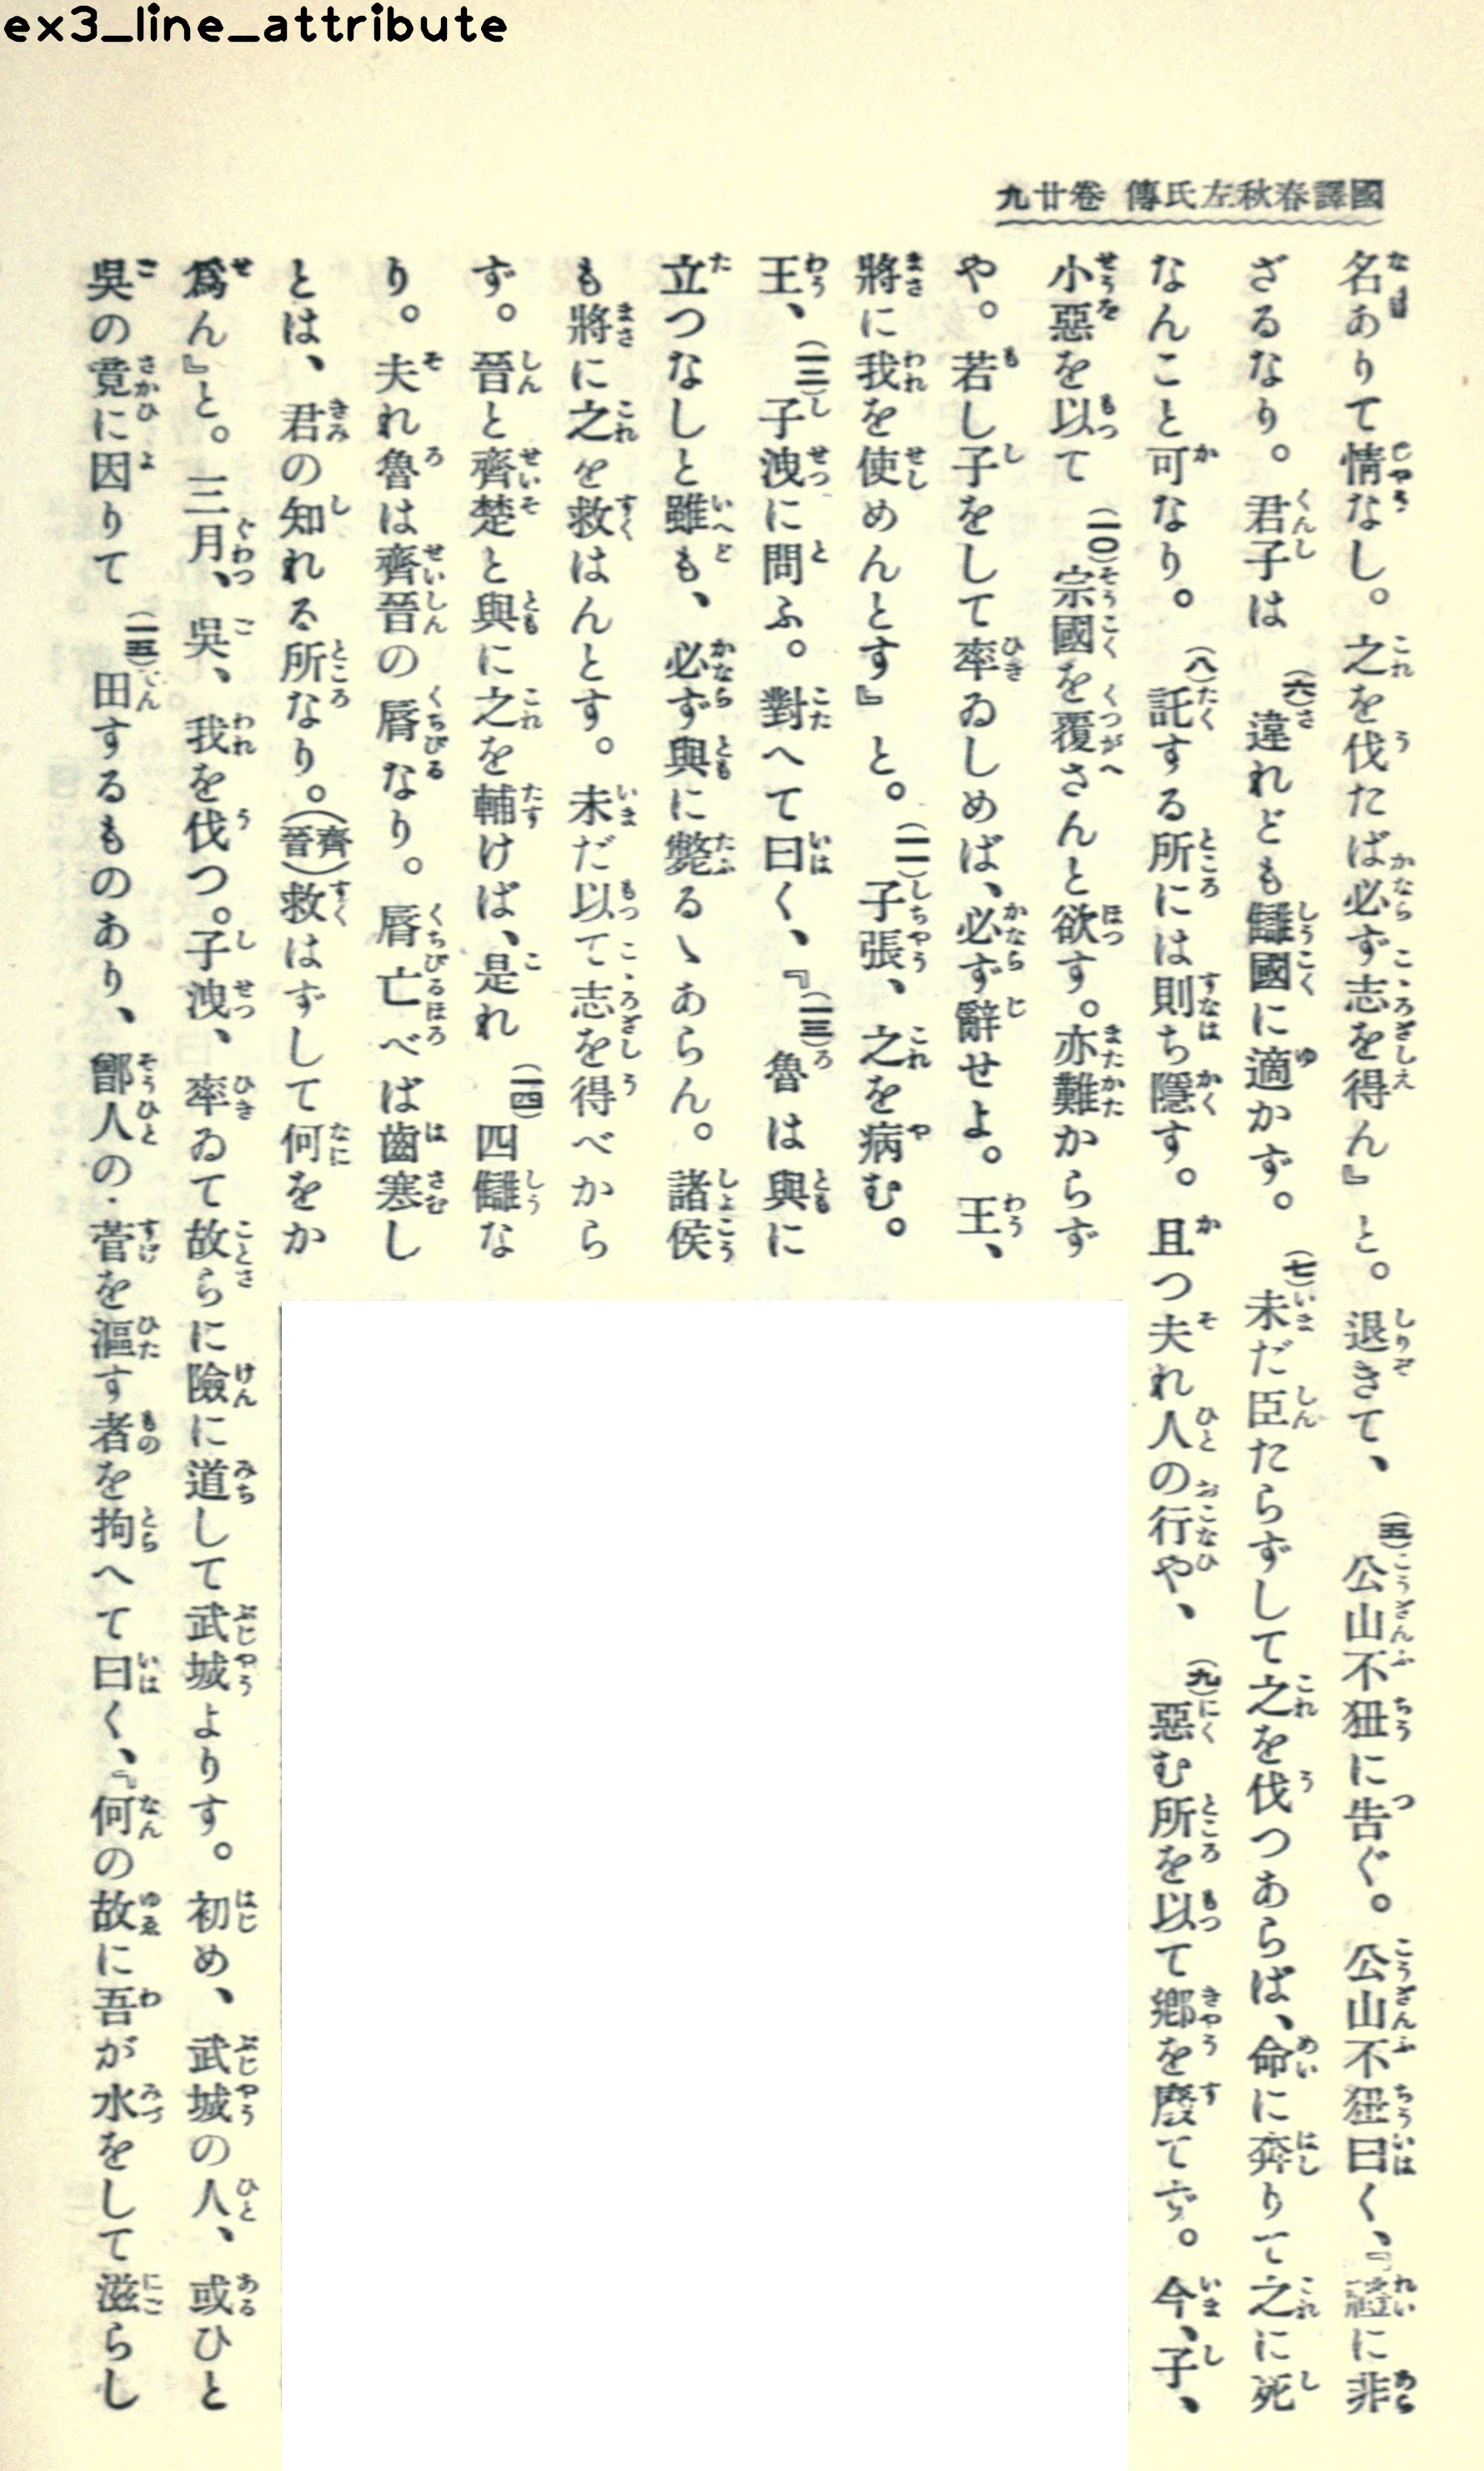 ex3_line_attribute
國譯春秋左氏傳 卷廿九
名ありて情なし。之を伐たば必ず志を得ん』と。退きて、(五)公山不狃に告ぐ。公山不狃曰く、『禮に非
ざるなり。君子は(六)違れども讎國に適かず。(七)未だ臣たらずして之を伐つあらば、命に奔りて之に死
なんこと可なり。(八)託する所には則ち隱す。且つ夫れ人の行や、(九)惡む所を以て鄕を廢てず。今、子、
小惡を以て(一〇)宗國を覆さんと欲す。亦難からず
や。若し子をして率ゐしめば、必ず辭せよ。王、
將に我を使めんとす』と。(一一)子張、之を病む。
王、(一二)子洩に問ふ。對へて曰く、『(一三)魯は與に
立つなしと雖も、必ず與に斃るゝあらん。諸侯
も將に之を救はんとす。未だ以て志を得べから
ず。晉と齊楚と與に之を輔けば、是れ(一四)四讎な
り。夫れ魯は齊晉の脣なり。脣亡べば齒寒し
とは、君の知れる所なり。(齊晉)救はずして何をか
爲ん』と。三月、吳、我を伐つ。子洩、率ゐて故らに險に道して武城よりす。初め、武城の人、或ひと
吳の竟に因りて(一五)田するものあり、鄫人の菅を漚す者を拘へて曰く、『何の故に吾が水をして滋らし